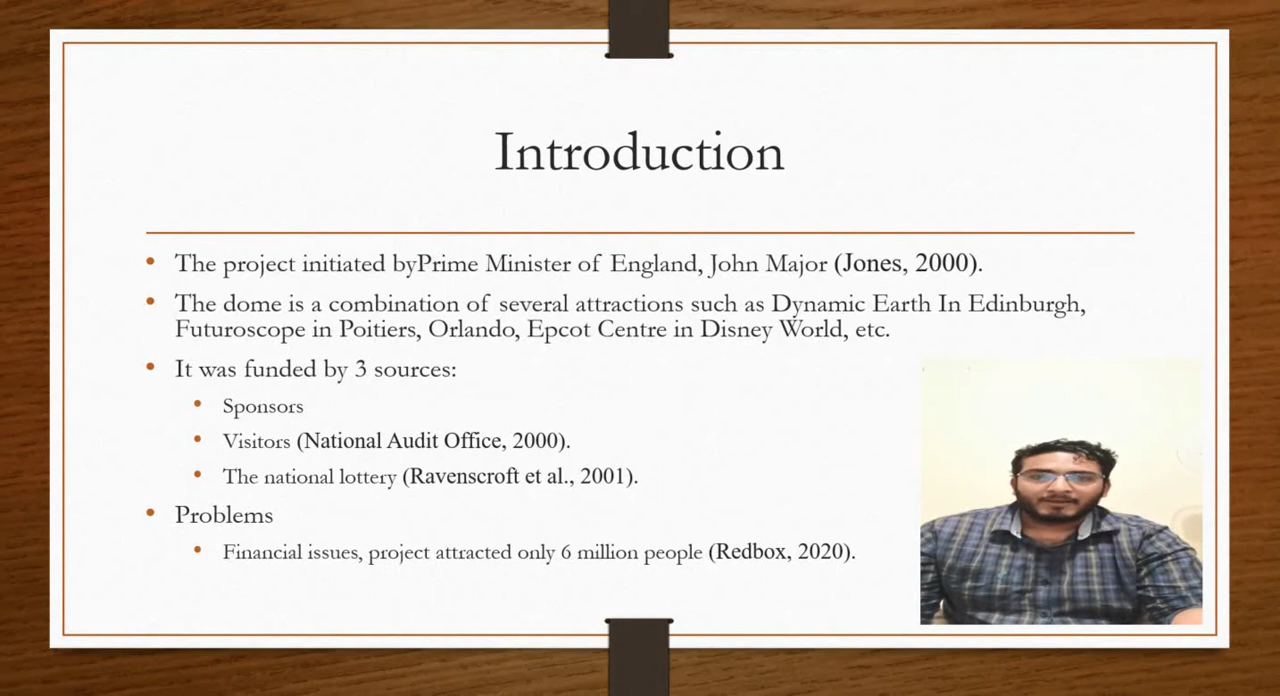 Introduction
• The project initiated byPrime Minister of England, John Major (Jones, 2000).
• The dome is a combination of several attractions such as Dynamic Earth In Edinburgh,
Futuroscope in Poitiers, Orlando, Epcot Centre in Disney World, etc.
• It was funded by 3 sources:
• Sponsors
• Visitors (National Audit Office, 2000).
• The national lottery (Ravenscroft et al., 2001).
• Problems
• Financial issues, project attracted only 6 million people (Redbox, 2020).